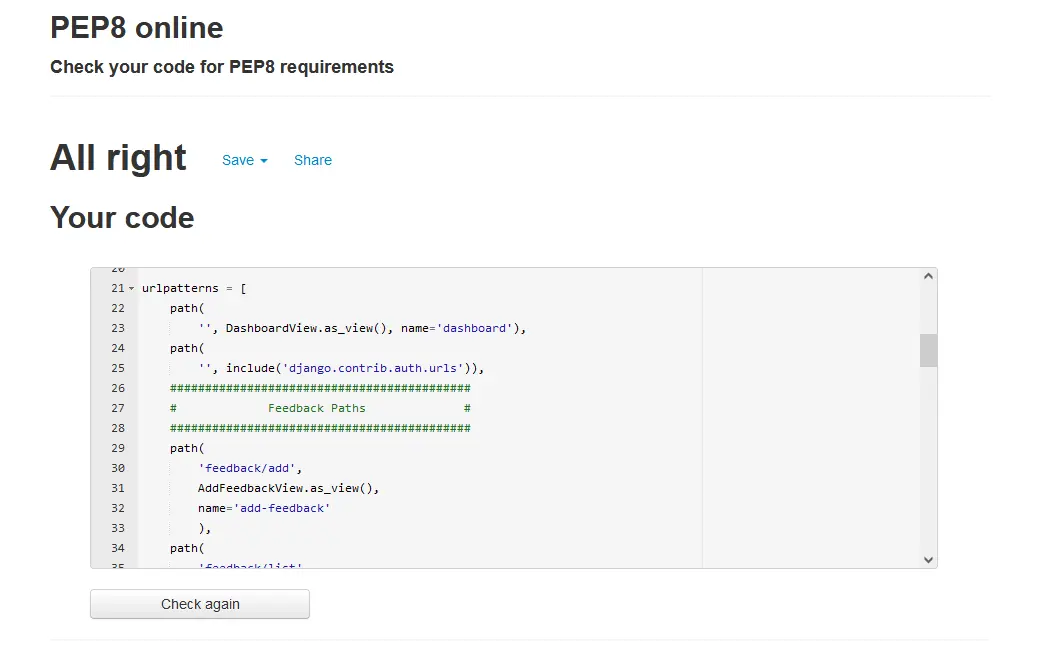 PEP8 online
Check your code for PEP8 requirements
All right Save Share
Your code
20
21 urlpatterns = [
22 path(
23 '', DashboardView.as_view(), name='dashboard'),
24 path(
25 '', include('django.contrib.auth.urls')),
26 ###########################################
27 # Feedback Paths #
28 ###########################################
29 path(
30 'feedback/add',
31 AddFeedbackView.as_view(),
32 name='add-feedback'
33 ),
34 path(
35 'feedback/list'
Check again